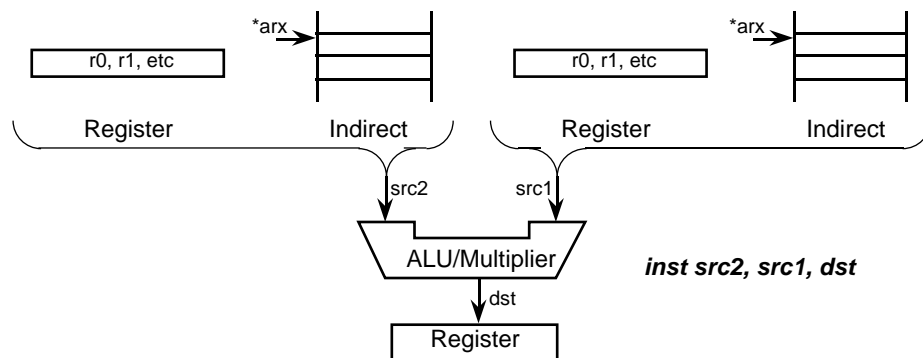 *arx
*arx
r0, r1, etc
r0, r1, etc
Register
Indirect
Register
Indirect
src2
src1
ALU/Multiplier
inst src2, src1, dst
dst
Register